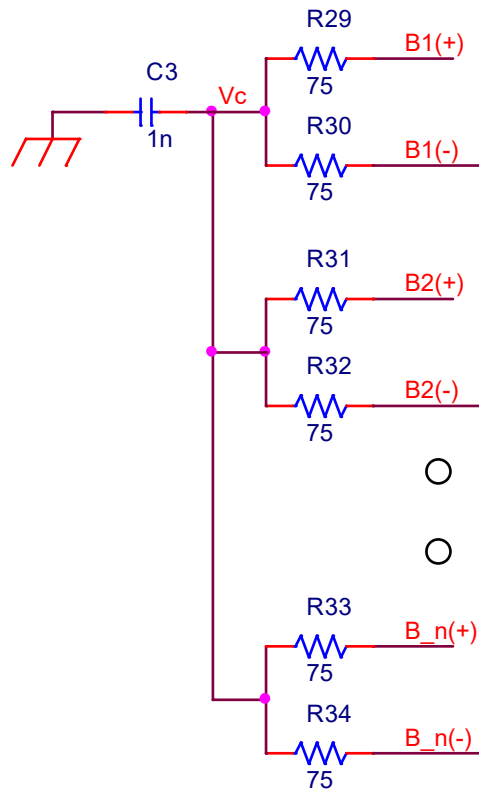 R29
B1(+)
75
C3
Vc
1n
R30
B1(-)
75
R31
B2(+)
75
R32
B2(-)
75
R33
B_n(+)
75
R34
B_n(-)
75